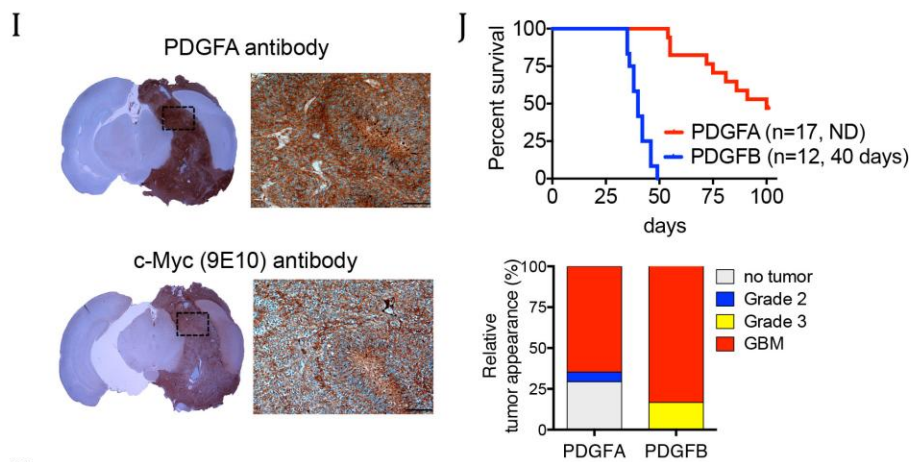 I
PDGFA antibody
c-Myc (9E10) antibody
J
Percent survival
100
75
50
25
0
PDGFA (n=17, ND)
PDGFB (n=12, 40 days)
0 25 50 75 100
days
Relative
tumor appearance (%)
100
75
50
25
0
no tumor
Grade 2
Grade 3
GBM
PDGFA PDGFB